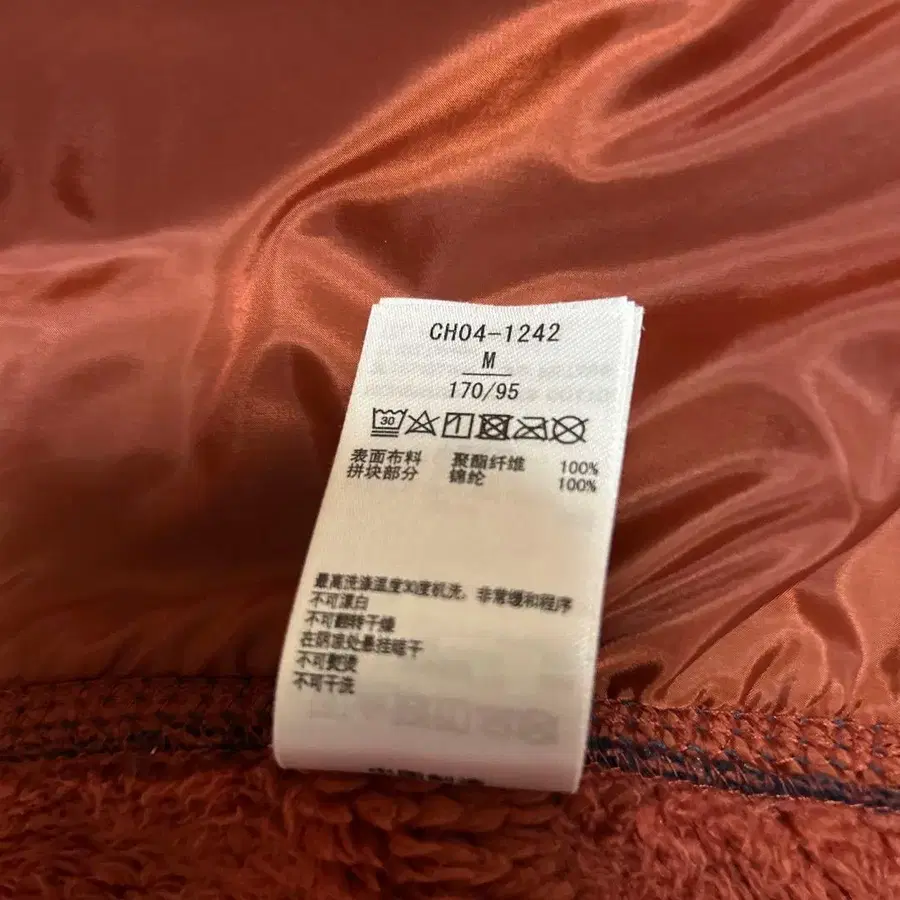 CH04-1242
M
170/95
30
表面布料 聚酯纤维 100%
拼块部分 锦纶 100%
最高洗涤温度30度机洗，非常缓和程序
不可漂白
不可翻转干燥
在阴凉处悬挂晾干
不可熨烫
不可干洗